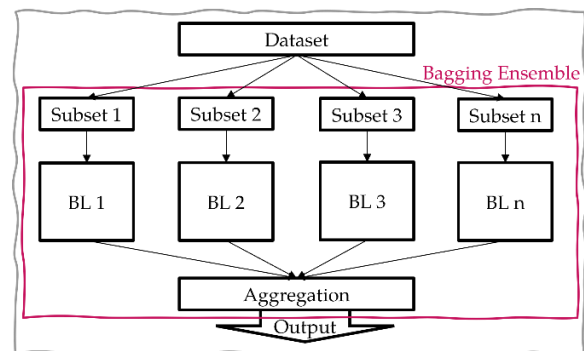 Dataset
Bagging Ensemble
Subset 1 Subset 2 Subset 3 Subset n
BL 1 BL 2 BL 3 BL n
Aggregation
Output